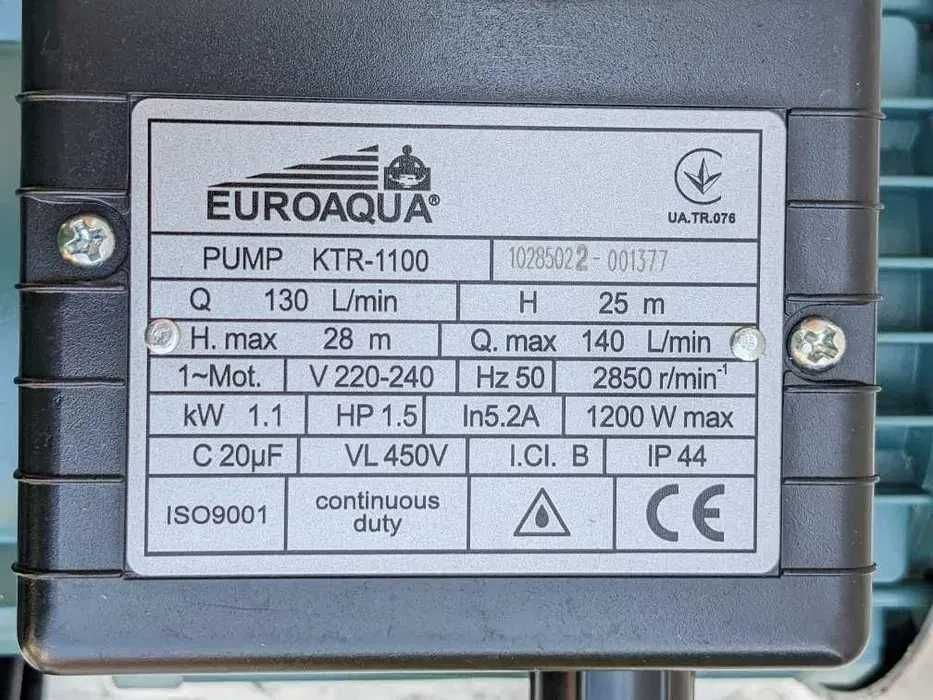 EUROAQUA®
UA.TR.076
PUMP KTR-1100 10285022-001377
Q 130 L/min H 25 m
H. max 28 m Q. max 140 L/min
1~Mot. V 220-240 Hz 50 2850 r/min⁻¹
kW 1.1 HP 1.5 In5.2A 1200 W max
C 20µF VL 450V I.CI. B IP 44
ISO9001 continuous duty CE